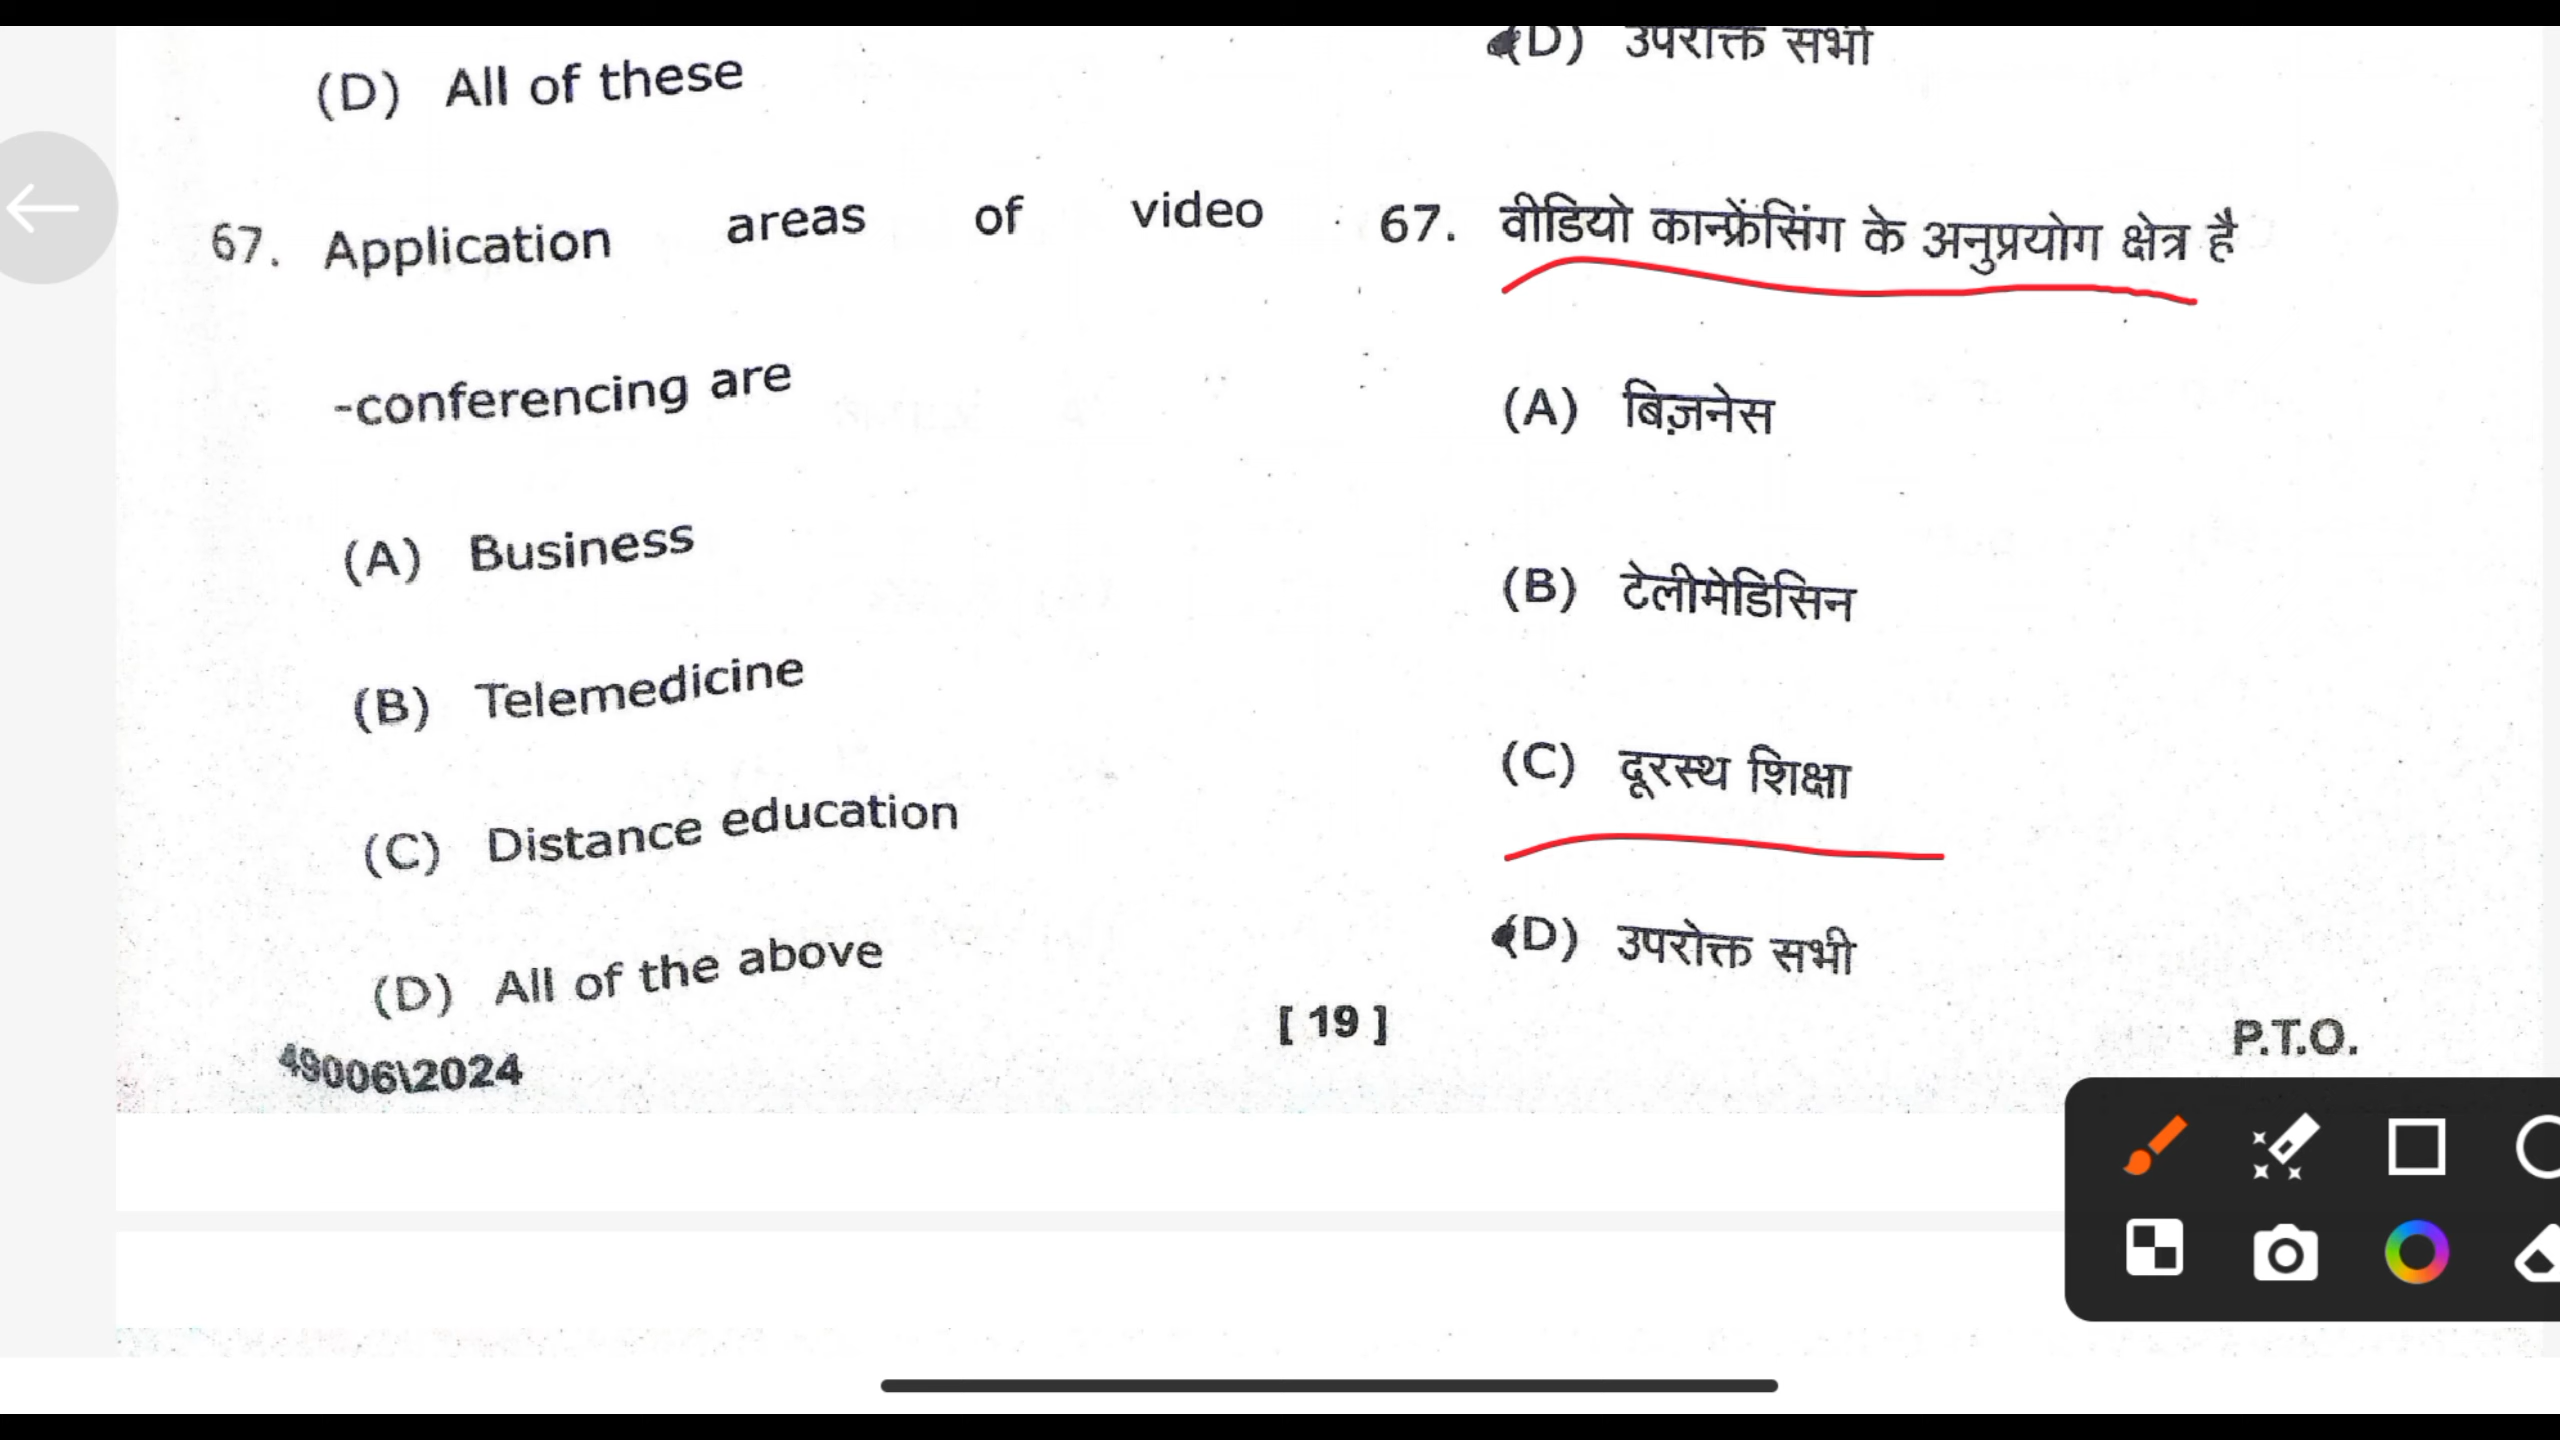 (D) All of these
67. Application areas of video
-conferencing are
(A) Business
(B) Telemedicine
(C) Distance education
(D) All of the above
49006\2024
(D) उपरोक्त सभी
67. वीडियो कान्फ्रेंसिंग के अनुप्रयोग क्षेत्र है
(A) बिज़नेस
(B) टेलीमेडिसिन
(C) दूरस्थ शिक्षा
(D) उपरोक्त सभी
[ 19 ]
P.T.O.